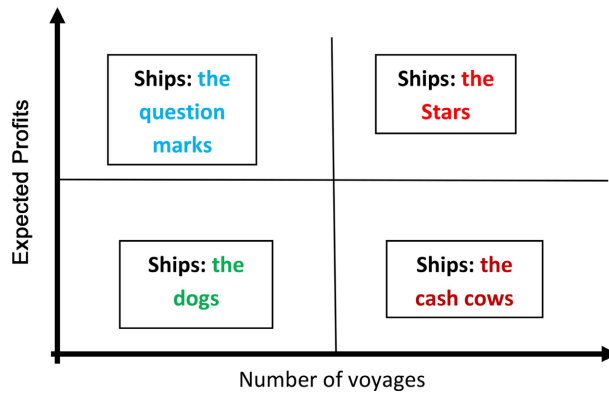 Expected Profits
Ships: the
question
marks
Ships: the
Stars
Ships: the
dogs
Ships: the
cash cows
Number of voyages